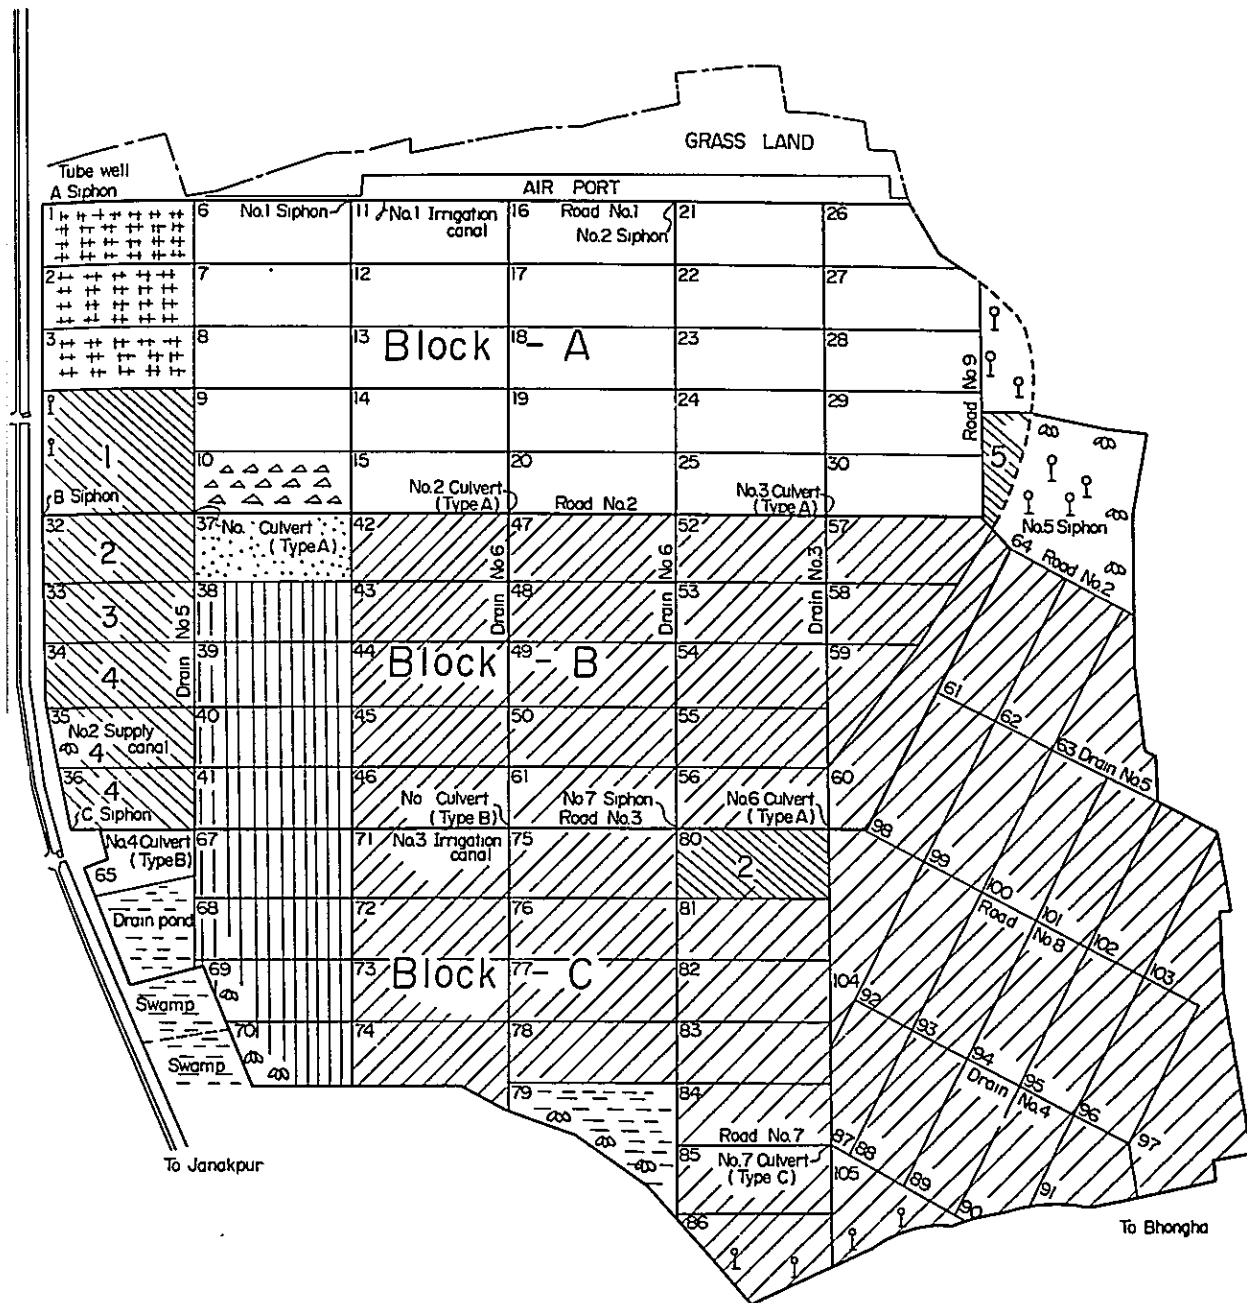 GRASS LAND
Tube well
A Siphon
AIR PORT
1
6
No.1 Siphon
11
No.1 Irrigation
canal
16
Road No.1
No.2 Siphon
21
26
2
7
12
17
22
27
3
8
13
Block - A
18
23
28
Road No.9
9
14
19
24
29
1
5
10
15
20
25
30
B Siphon
No.2 Culvert
(Type A)
Road No.2
No.3 Culvert
(Type A)
No.5 Siphon
32
37
No. Culvert
(Type A)
42
47
52
57
64
Road No.2
2
Drain No.6
Drain No.6
Drain No.3
33
38
43
48
53
58
3
Drain No.5
34
39
44
Block - B
49
54
59
4
61
62
63
Drain No.5
35
40
45
50
55
No.2 Supply
canal
4
36
41
46
61
56
60
4
C Siphon
No Culvert
(Type B)
No.7 Siphon
Road No.3
No.6 Culvert
(Type A)
No.4 Culvert
(Type B)
65
67
71
No.3 Irrigation
canal
75
80
2
98
99
100
101
102
103
Road No.8
Drain pond
68
72
76
81
69
73
Block - C
77
82
104
92
93
94
95
96
97
Drain No.4
Swamp
70
74
78
83
Swamp
79
84
Road No.7
87
88
89
90
91
85
No.7 Culvert
(Type C)
105
86
To Janakpur
To Bhongha